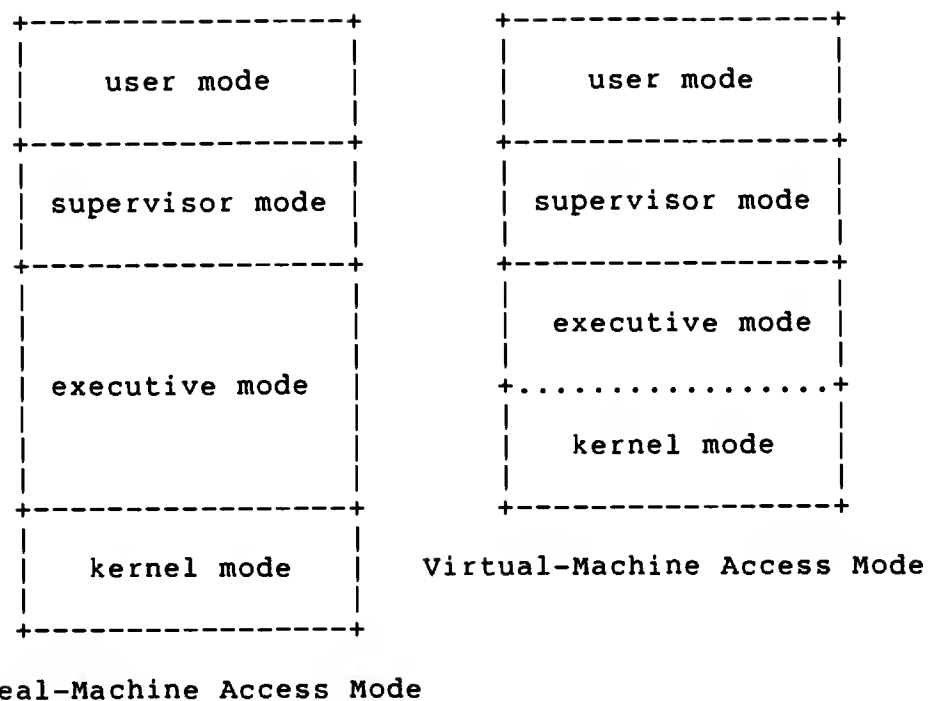 user mode
supervisor mode
executive mode
kernel mode
eal-Machine Access Mode
user mode
supervisor mode
executive mode
kernel mode
Virtual-Machine Access Mode